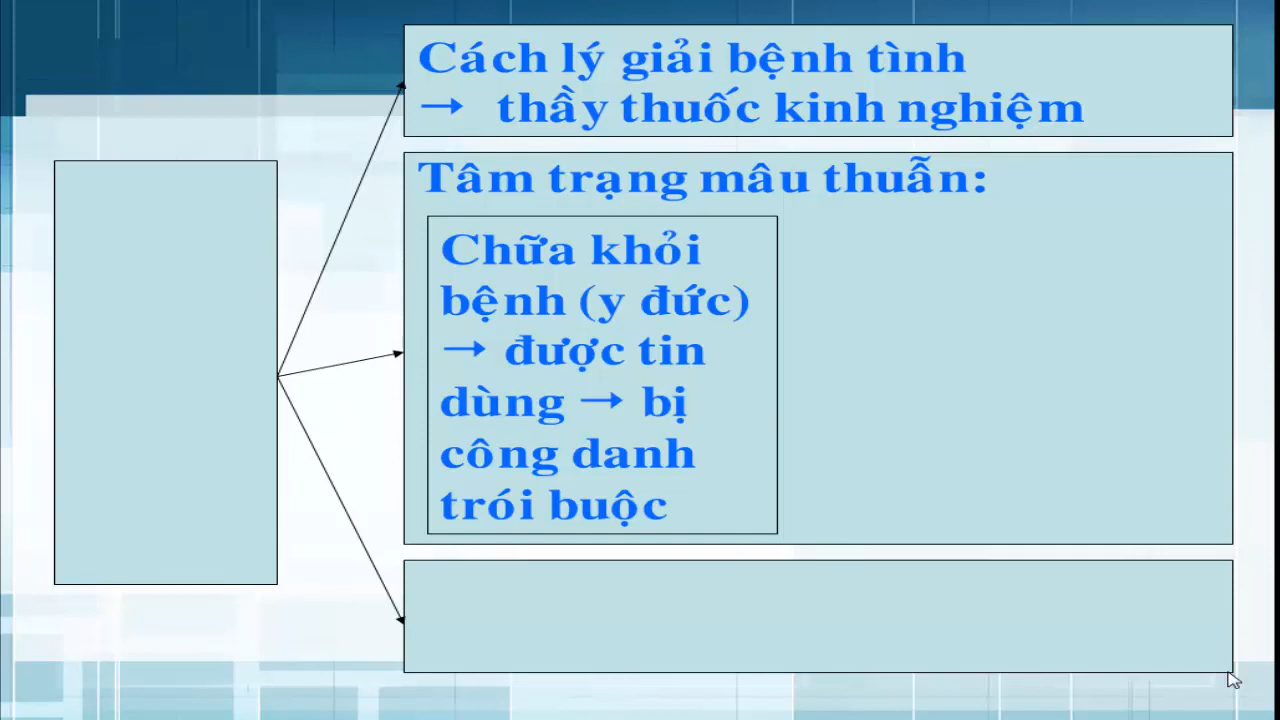 Cách lý giải bệnh tình
→ thầy thuốc kinh nghiệm
Tâm trạng mâu thuẫn:
Chữa khỏi
bệnh (y đức)
→ được tin
dùng → bị
công danh
trói buộc